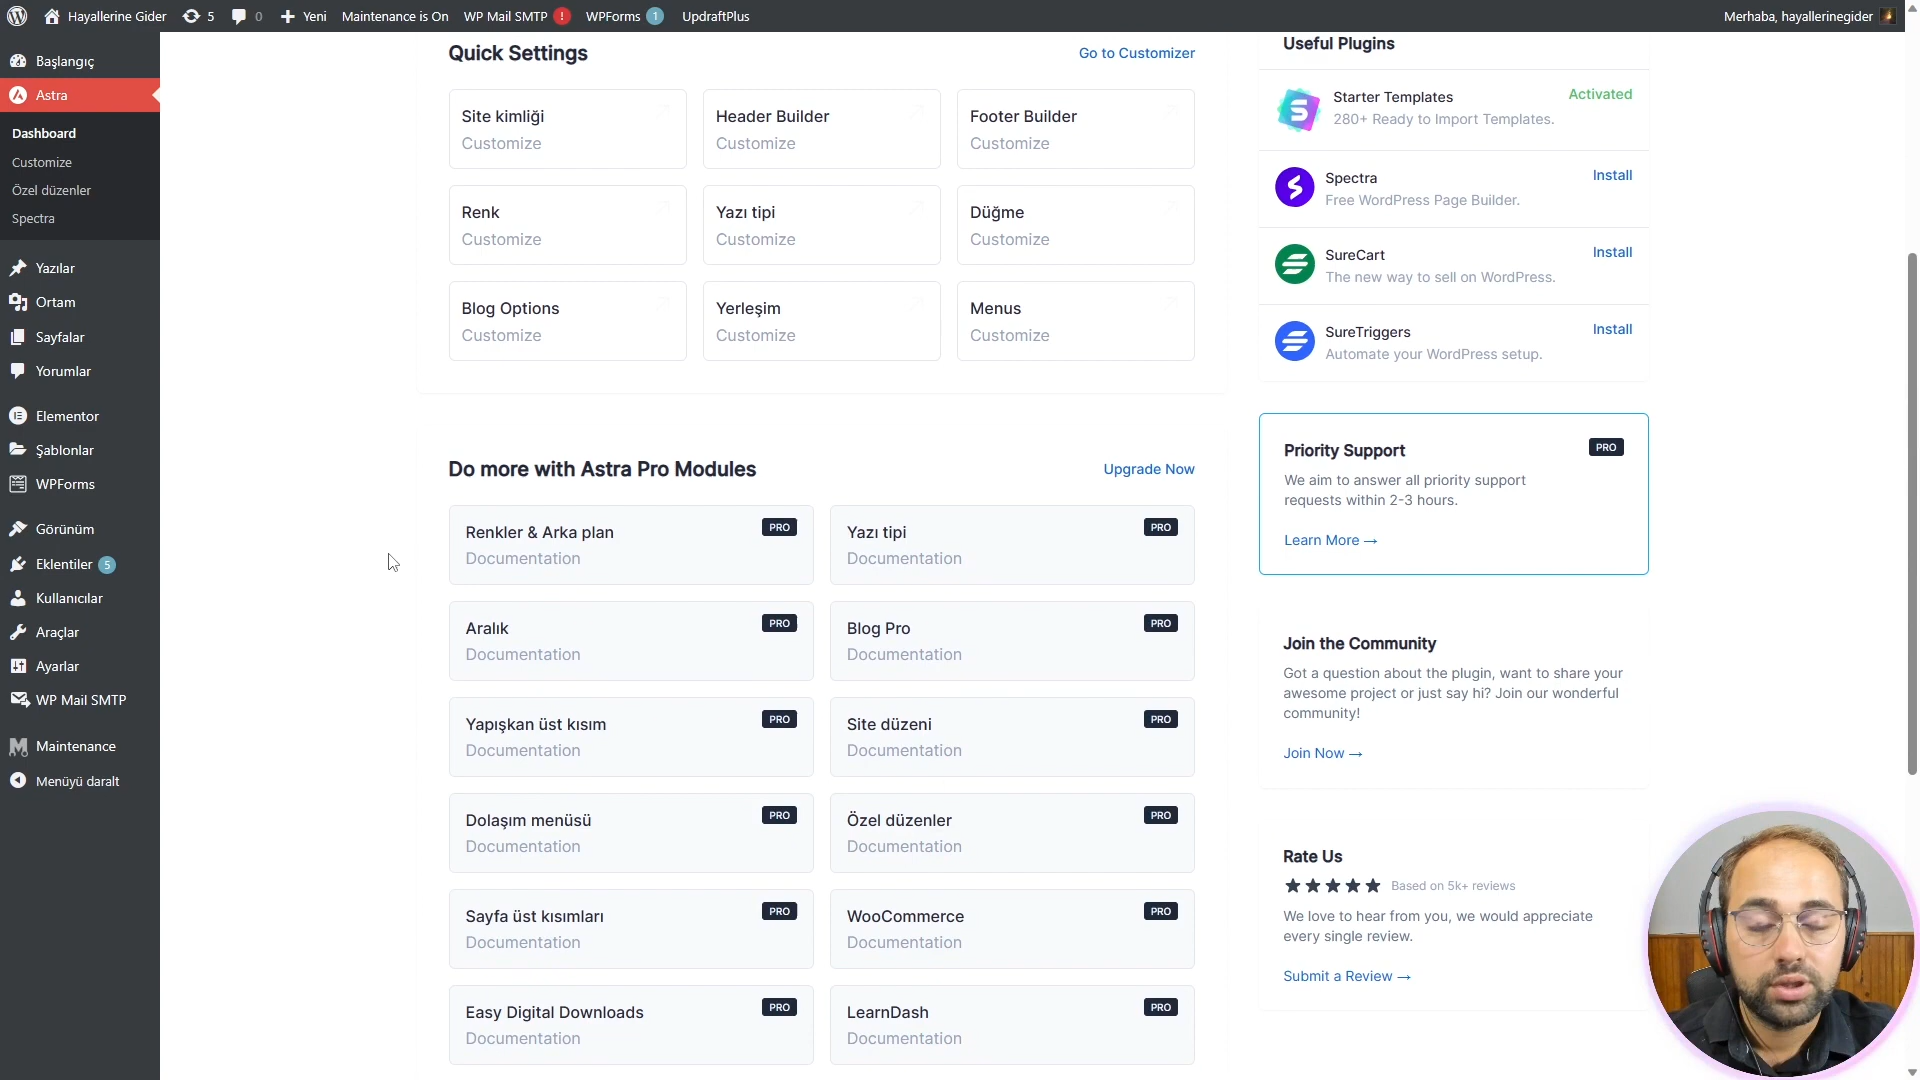 Hayallerine Gider
5
0
Yeni
Maintenance is On
WP Mail SMTP
!
WPForms
1
UpdraftPlus
Merhaba, hayallerinegider
Başlangıç
Astra
Dashboard
Customize
Özel düzenler
Spectra
Yazılar
Ortam
Sayfalar
Yorumlar
Elementor
Şablonlar
WPForms
Görünüm
Eklentiler 5
Kullanıcılar
Araçlar
Ayarlar
WP Mail SMTP
Maintenance
Menüyü daralt
Quick Settings
Go to Customizer
Site kimliği
Customize
Header Builder
Customize
Footer Builder
Customize
Renk
Customize
Yazı tipi
Customize
Düğme
Customize
Blog Options
Customize
Yerleşim
Customize
Menus
Customize
Do more with Astra Pro Modules
Upgrade Now
Renkler & Arka plan
PRO
Documentation
Yazı tipi
PRO
Documentation
Aralık
PRO
Documentation
Blog Pro
PRO
Documentation
Yapışkan üst kısım
PRO
Documentation
Site düzeni
PRO
Documentation
Dolaşım menüsü
PRO
Documentation
Özel düzenler
PRO
Documentation
Sayfa üst kısımları
PRO
Documentation
WooCommerce
PRO
Documentation
Easy Digital Downloads
PRO
Documentation
LearnDash
PRO
Documentation
Useful Plugins
Starter Templates
Activated
280+ Ready to Import Templates.
Spectra
Install
Free WordPress Page Builder.
SureCart
Install
The new way to sell on WordPress.
SureTriggers
Install
Automate your WordPress setup.
Priority Support
PRO
We aim to answer all priority support
requests within 2-3 hours.
Learn More →
Join the Community
Got a question about the plugin, want to share your
awesome project or just say hi? Join our wonderful
community!
Join Now →
Rate Us
Based on 5k+ reviews
We love to hear from you, we would appreciate
every single review.
Submit a Review →